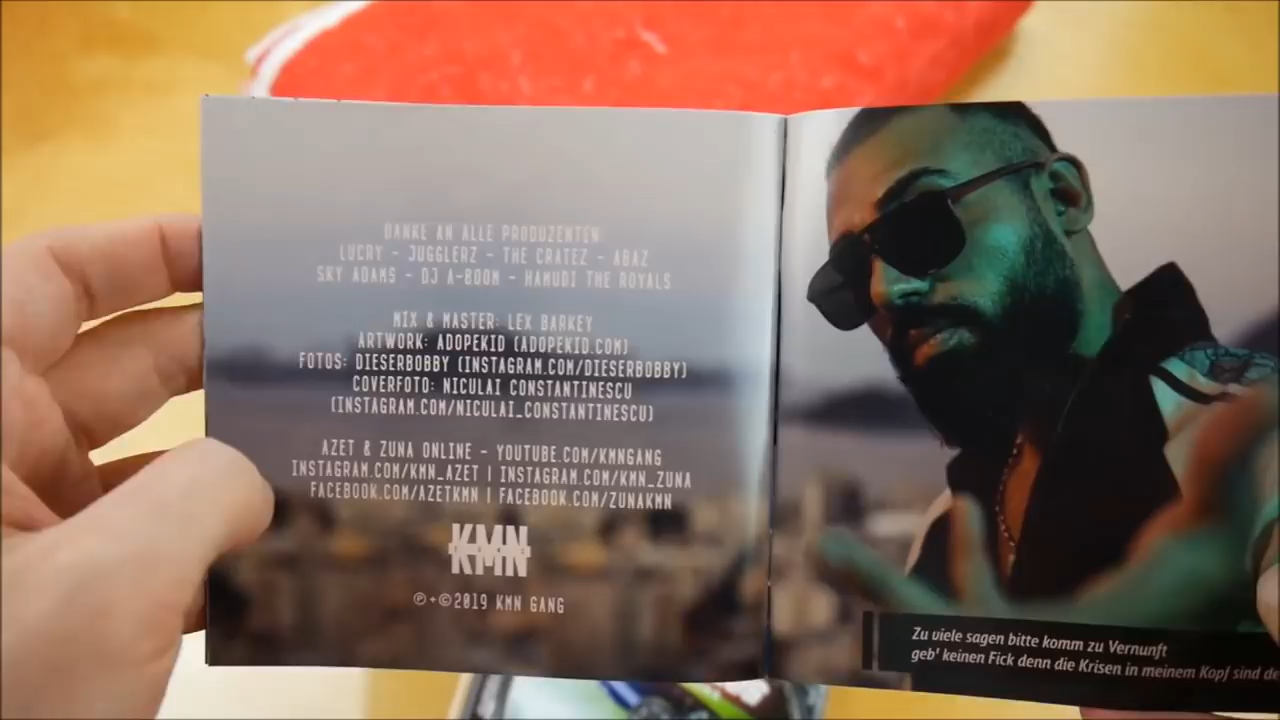 DANKE AN ALLE PRODUZENTEN
LUCRY - JUGGLERZ - THE CRATEZ - ABAZ
SKY ADAMS - DJ A-BOOM - HAMUDI THE ROYALS
MIX & MASTER: LEX BARKEY
ARTWORK: ADOPEKID (ADOPEKID.COM)
FOTOS: DIESERBOBBY (INSTAGRAM.COM/DIESERBOBBY)
COVERFOTO: NICULAI CONSTANTINESCU
(INSTAGRAM.COM/NICULAI_CONSTANTINESCU)
AZET & ZUNA ONLINE - YOUTUBE.COM/KMNGANG
INSTAGRAM.COM/KMN_AZET | INSTAGRAM.COM/KMN_ZUNA
FACEBOOK.COM/AZETKMN | FACEBOOK.COM/ZUNAKMN
KMN
℗+©2019 KMN GANG
Zu viele sagen bitte komm zu Vernunft
geb' keinen Fick denn die Krisen in meinem Kopf sind